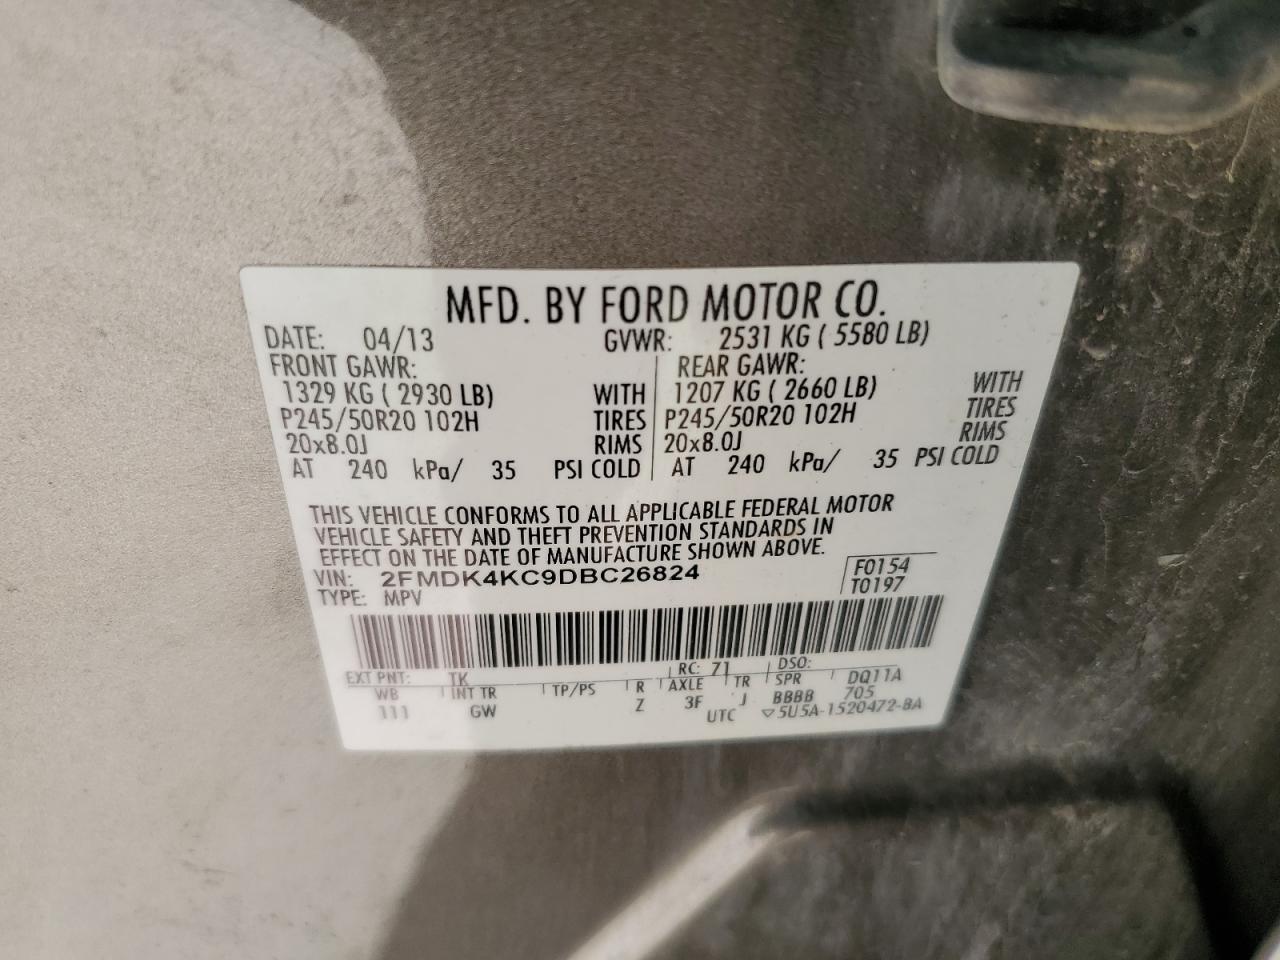 MFD. BY FORD MOTOR CO.
DATE: 04/13 GVWR: 2531 KG ( 5580 LB)
FRONT GAWR: REAR GAWR:
1329 KG ( 2930 LB) WITH 1207 KG ( 2660 LB) WITH
P245/50R20 102H TIRES P245/50R20 102H TIRES
20x8.0J RIMS 20x8.0J RIMS
AT 240 kPa/ 35 PSI COLD AT 240 kPa/ 35 PSI COLD
THIS VEHICLE CONFORMS TO ALL APPLICABLE FEDERAL MOTOR
VEHICLE SAFETY AND THEFT PREVENTION STANDARDS IN
EFFECT ON THE DATE OF MANUFACTURE SHOWN ABOVE.
VIN: 2FMDK4KC9DBC26824 F0154
TYPE: MPV T0197
EXT PNT: TK RC: 71 DSO:
WB INT TR TP/PS R AXLE TR SPR DQ11A
111 GW Z 3F J BBBB 705
UTC ▽5U5A-1520472-BA